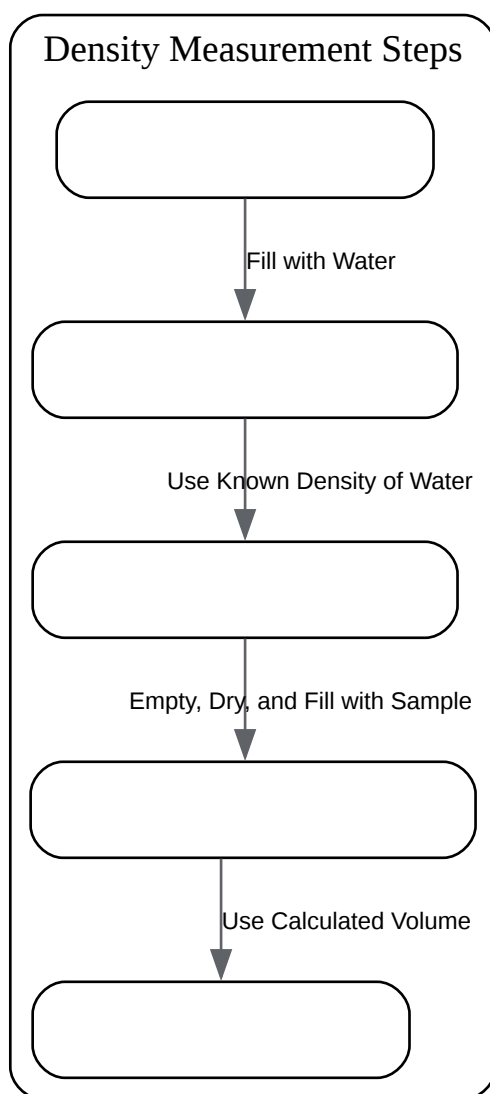 Density Measurement Steps
Fill with Water
Use Known Density of Water
Empty, Dry, and Fill with Sample
Use Calculated Volume